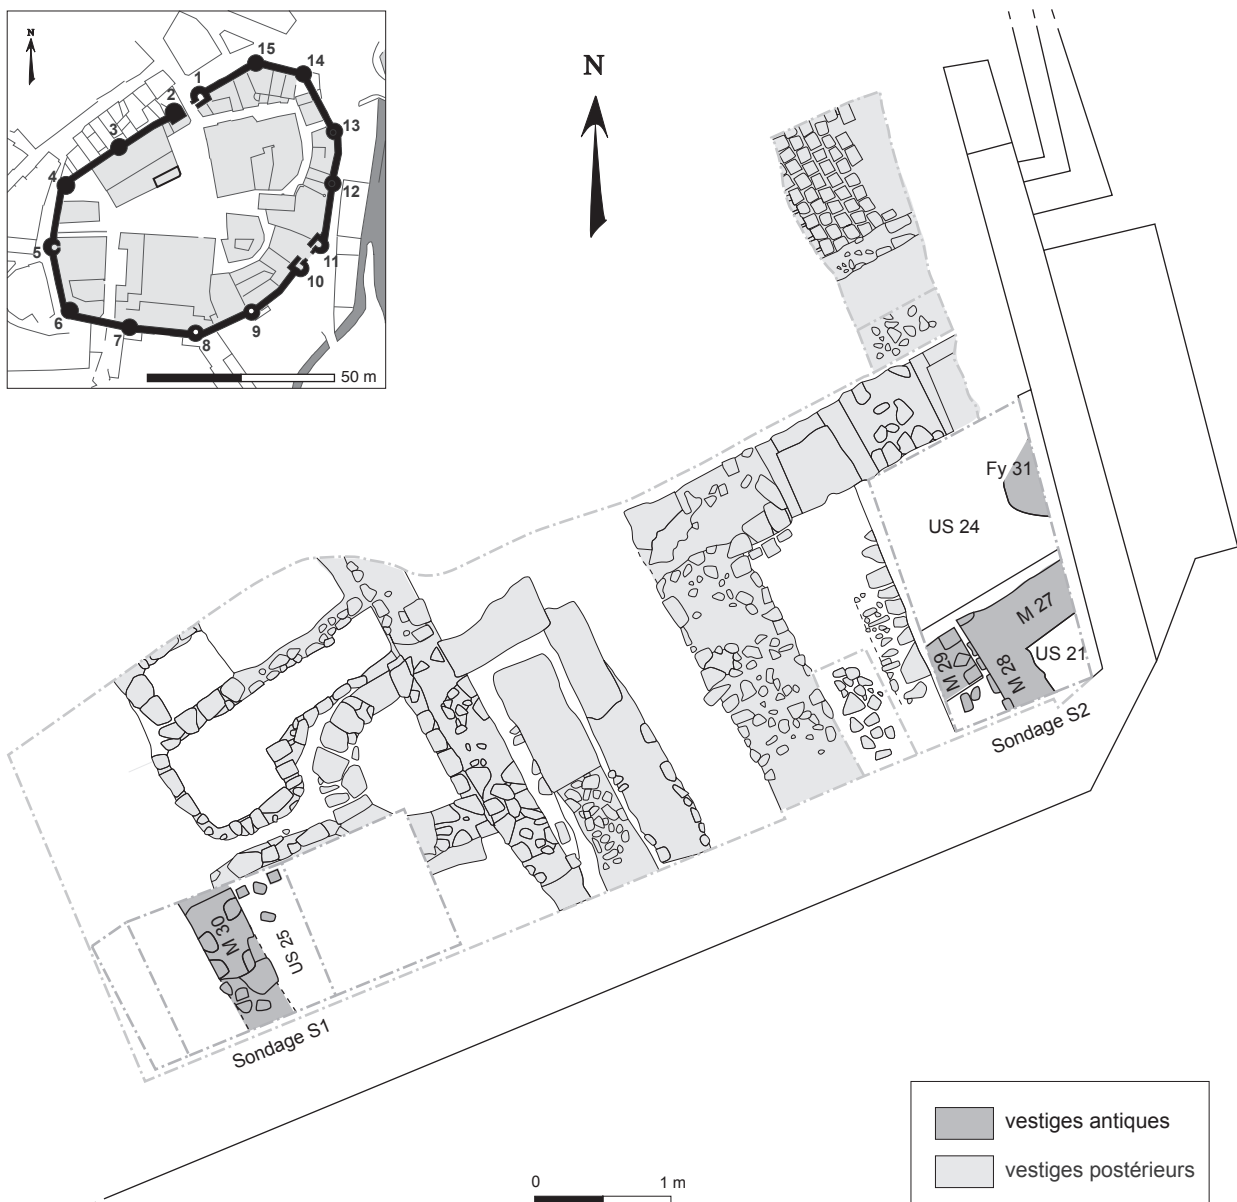 N
1
2
3
4
5
6
7
8
9
10
11
12
13
14
15
50 m
N
Fy 31
US 24
M 27
US 21
M 29
M 28
Sondage S2
M 30
US 25
Sondage S1
0 1 m
vestiges antiques
vestiges postérieurs